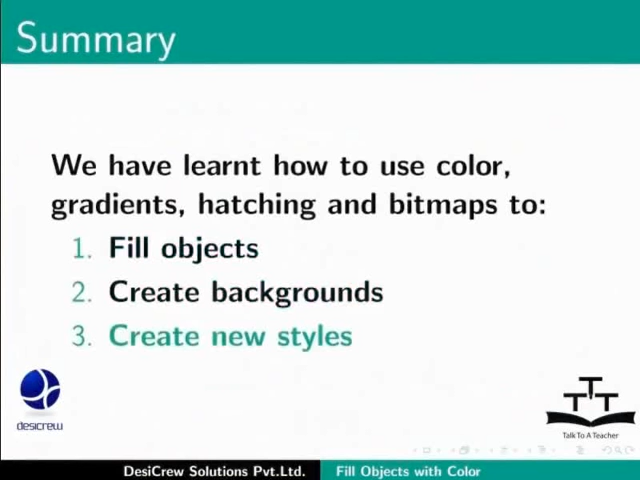 Summary
We have learnt how to use color,
gradients, hatching and bitmaps to:
1. Fill objects
2. Create backgrounds
3. Create new styles
desicrew
TTT
Talk To A Teacher
DesiCrew Solutions Pvt.Ltd. Fill Objects with Color